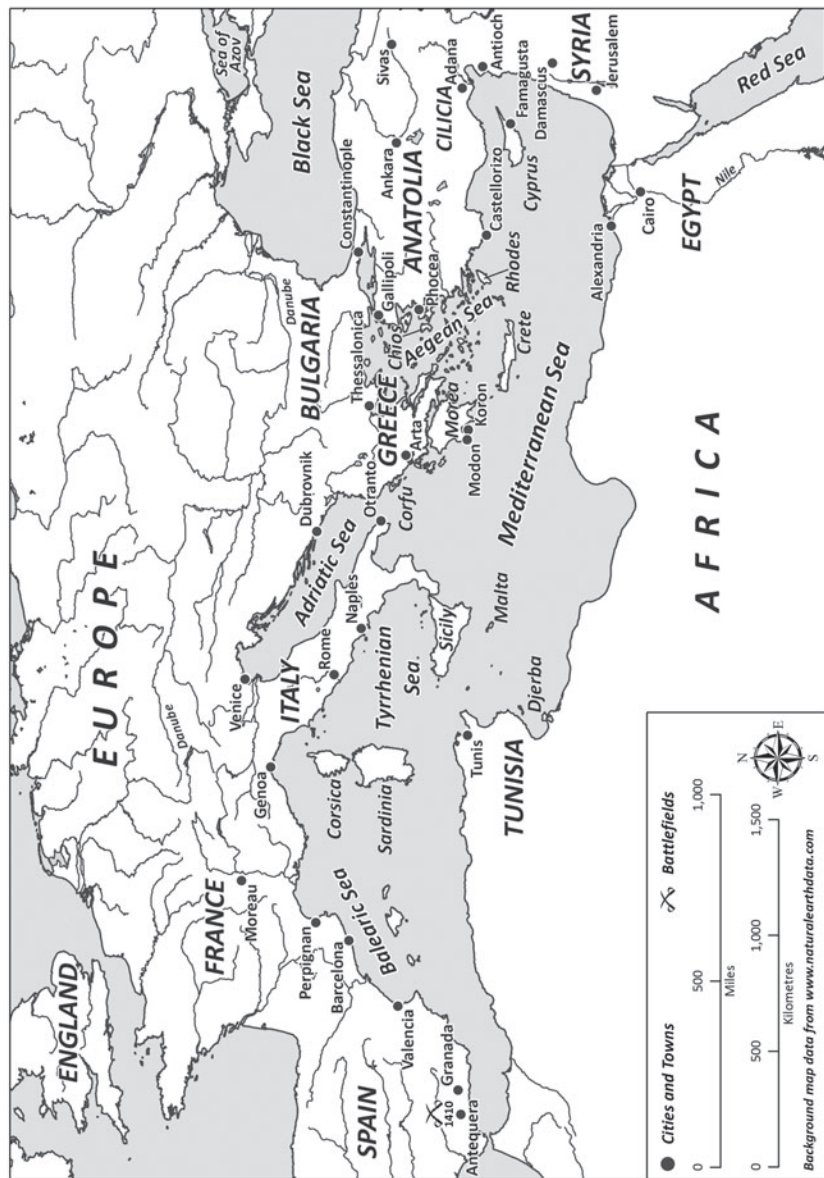 ENGLAND
EUROPE
Sea of
Azov
FRANCE
Moreau
Danube
Venice
Genoa
ITALY
Rome
Naples
Adriatic Sea
Dubrovnik
Otranto
BULGARIA
Danube
Black Sea
Constantinople
Thessalonica
Gallipoli
GREECE
Corfu
Arta
Morea
Modon
Koron
Chios
Phocea
Aegean Sea
ANATOLIA
Ankara
Sivas
CILICIA
Adana
Antioch
Castellorizo
Rhodes
Crete
Cyprus
Famagusta
Damascus
SYRIA
Jerusalem
Perpignan
Barcelona
Balearic Sea
Corsica
Sardinia
Tyrrhenian
Sea
Sicily
Malta
Djerba
Mediterranean Sea
SPAIN
Valencia
Granada
1410
Antequera
Tunis
TUNISIA
AFRICA
Alexandria
Cairo
EGYPT
Nile
Red Sea
Cities and Towns
Battlefields
0 500 1,000
Miles
0 500 1,000 1,500
Kilometres
N
W E
S
Background map data from www.naturalearthdata.com